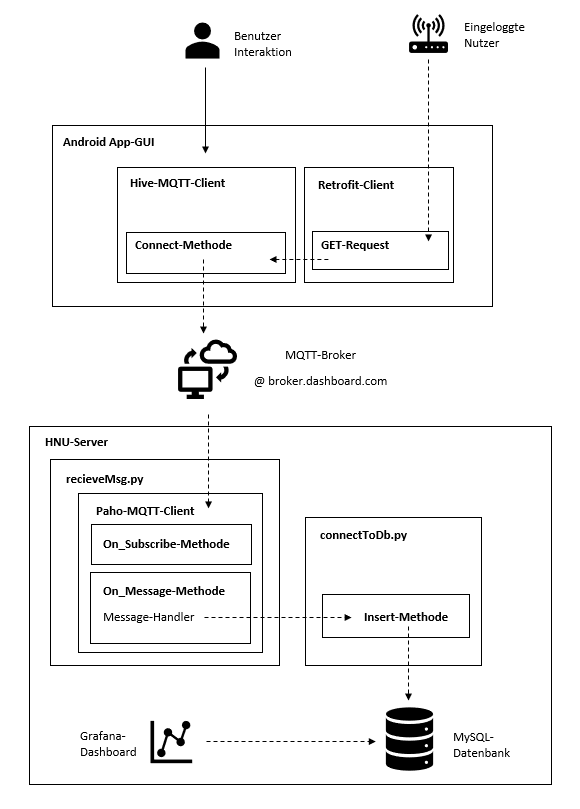 Benutzer
Interaktion
Eingeloggte
Nutzer
Android App-GUI
Hive-MQTT-Client
Retrofit-Client
Connect-Methode
GET-Request
MQTT-Broker
@ broker.dashboard.com
HNU-Server
recieveMsg.py
Paho-MQTT-Client
On_Subscribe-Methode
On_Message-Methode
Message-Handler
connectToDb.py
Insert-Methode
Grafana-
Dashboard
MySQL-
Datenbank